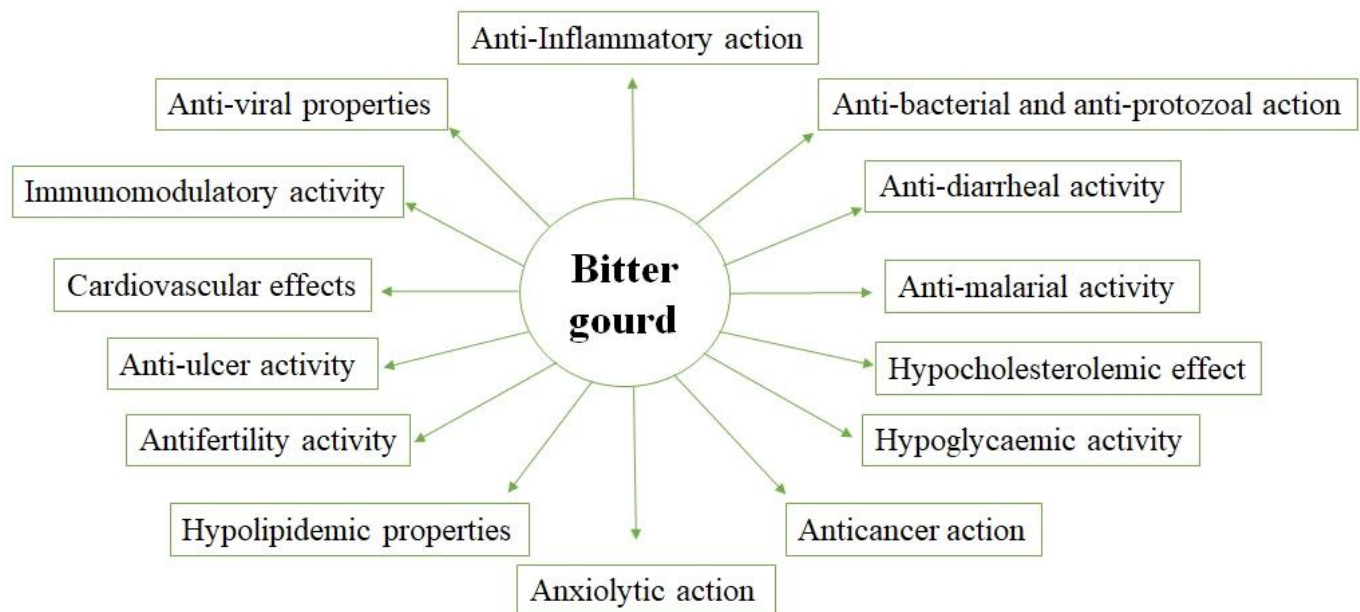 Anti-Inflammatory action
Anti-viral properties
Anti-bacterial and anti-protozoal action
Immunomodulatory activity
Anti-diarrheal activity
Bitter
gourd
Cardiovascular effects
Anti-malarial activity
Anti-ulcer activity
Hypocholesterolemic effect
Antifertility activity
Hypoglycaemic activity
Hypolipidemic properties
Anticancer action
Anxiolytic action